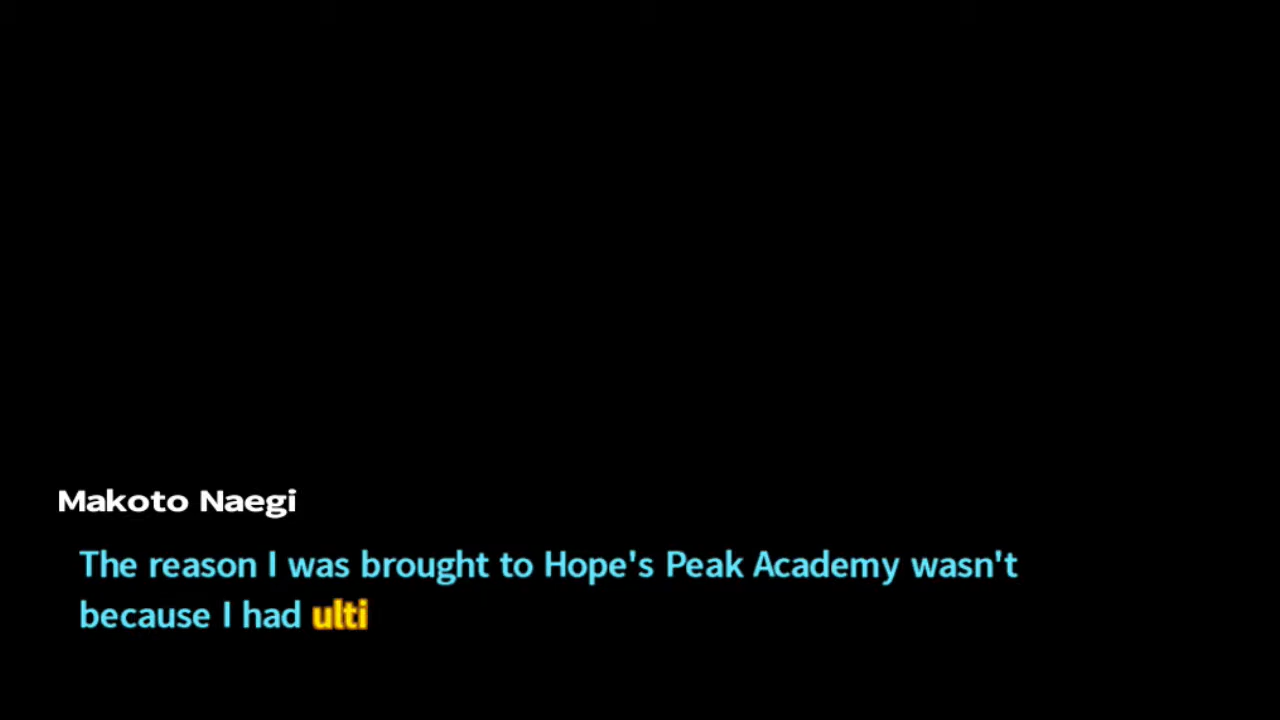 Makoto Naegi
The reason I was brought to Hope's Peak Academy wasn't
because I had ulti